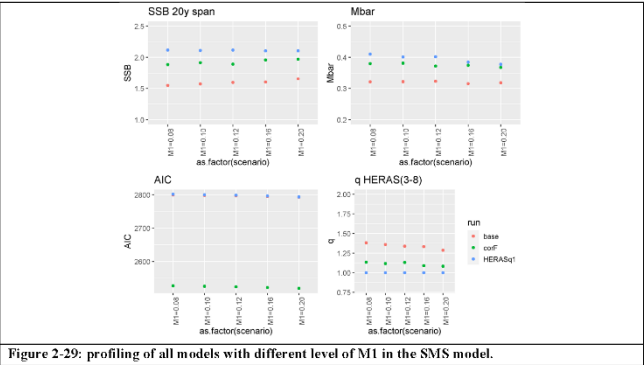 SSB 20y span
2.5
2.0
1.5
1.0
SSB
M1=0.08
M1=0.10
M1=0.12
M1=0.16
M1=0.20
as.factor(scenario)
Mbar
0.6
0.4
0.3
0.2
Mbar
M1=0.08
M1=0.10
M1=0.12
M1=0.16
M1=0.20
as.factor(scenario)
AIC
2800
2700
2600
AIC
M1=0.08
M1=0.10
M1=0.12
M1=0.16
M1=0.20
as.factor(scenario)
q HERAS(3-8)
2.00
1.75
1.50
1.25
1.00
0.75
q
M1=0.08
M1=0.10
M1=0.12
M1=0.16
M1=0.20
as.factor(scenario)
run
base
corF
HERASq1
Figure 2-29: profiling of all models with different level of M1 in the SMS model.